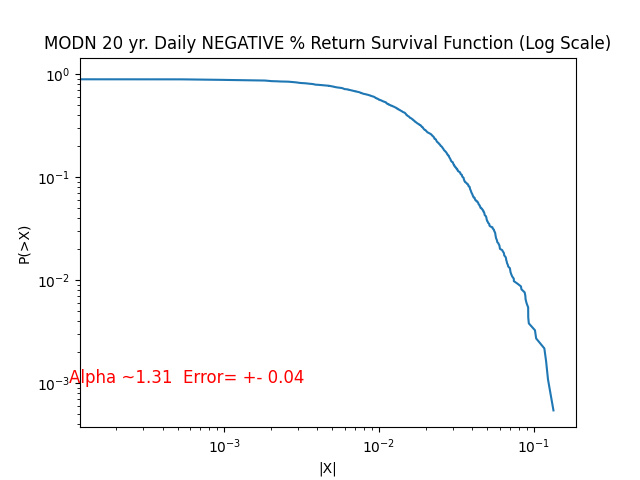 MODN 20 yr. Daily NEGATIVE % Return Survival Function (Log Scale)
P(>X)
10⁰
10⁻¹
10⁻²
10⁻³
Alpha ~1.31  Error= +- 0.04
10⁻³ 10⁻² 10⁻¹
|X|